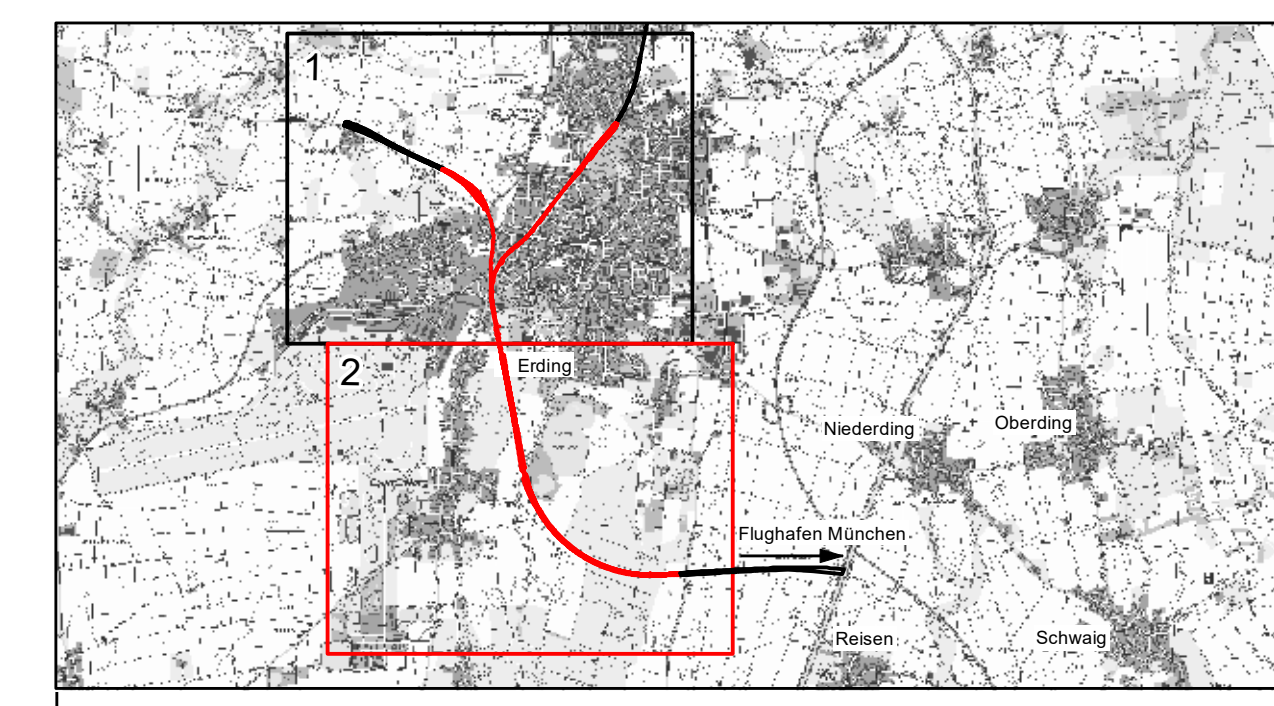 1
2
Erding
Niederding
Oberding
Flughafen München
Reisen
Schwaig